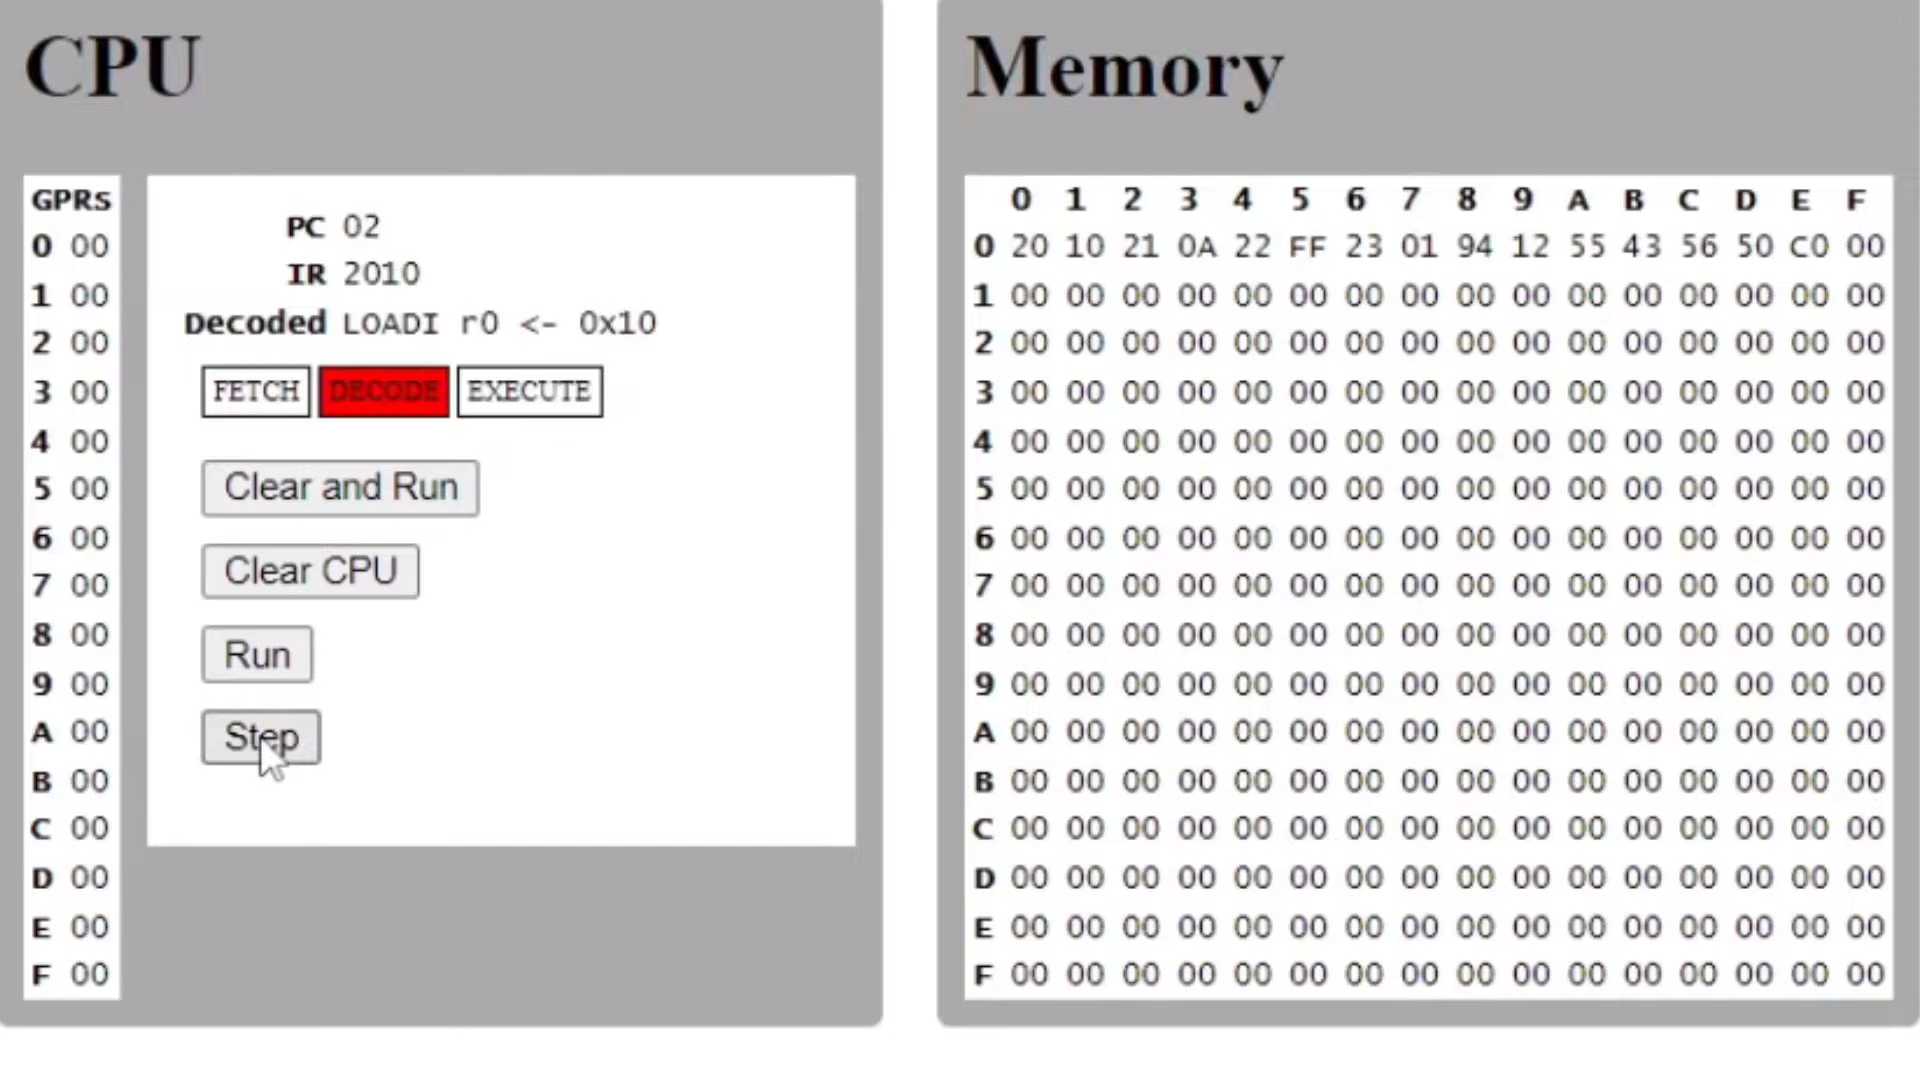 CPU
GPRs
0 00
1 00
2 00
3 00
4 00
5 00
6 00
7 00
8 00
9 00
A 00
B 00
C 00
D 00
E 00
F 00
PC 02
IR 2010
Decoded LOADI r0 <- 0x10
FETCH DECODE EXECUTE
Clear and Run
Clear CPU
Run
Step
Memory
0 1 2 3 4 5 6 7 8 9 A B C D E F
0 20 10 21 0A 22 FF 23 01 94 12 55 43 56 50 C0 00
1 00 00 00 00 00 00 00 00 00 00 00 00 00 00 00 00
2 00 00 00 00 00 00 00 00 00 00 00 00 00 00 00 00
3 00 00 00 00 00 00 00 00 00 00 00 00 00 00 00 00
4 00 00 00 00 00 00 00 00 00 00 00 00 00 00 00 00
5 00 00 00 00 00 00 00 00 00 00 00 00 00 00 00 00
6 00 00 00 00 00 00 00 00 00 00 00 00 00 00 00 00
7 00 00 00 00 00 00 00 00 00 00 00 00 00 00 00 00
8 00 00 00 00 00 00 00 00 00 00 00 00 00 00 00 00
9 00 00 00 00 00 00 00 00 00 00 00 00 00 00 00 00
A 00 00 00 00 00 00 00 00 00 00 00 00 00 00 00 00
B 00 00 00 00 00 00 00 00 00 00 00 00 00 00 00 00
C 00 00 00 00 00 00 00 00 00 00 00 00 00 00 00 00
D 00 00 00 00 00 00 00 00 00 00 00 00 00 00 00 00
E 00 00 00 00 00 00 00 00 00 00 00 00 00 00 00 00
F 00 00 00 00 00 00 00 00 00 00 00 00 00 00 00 00